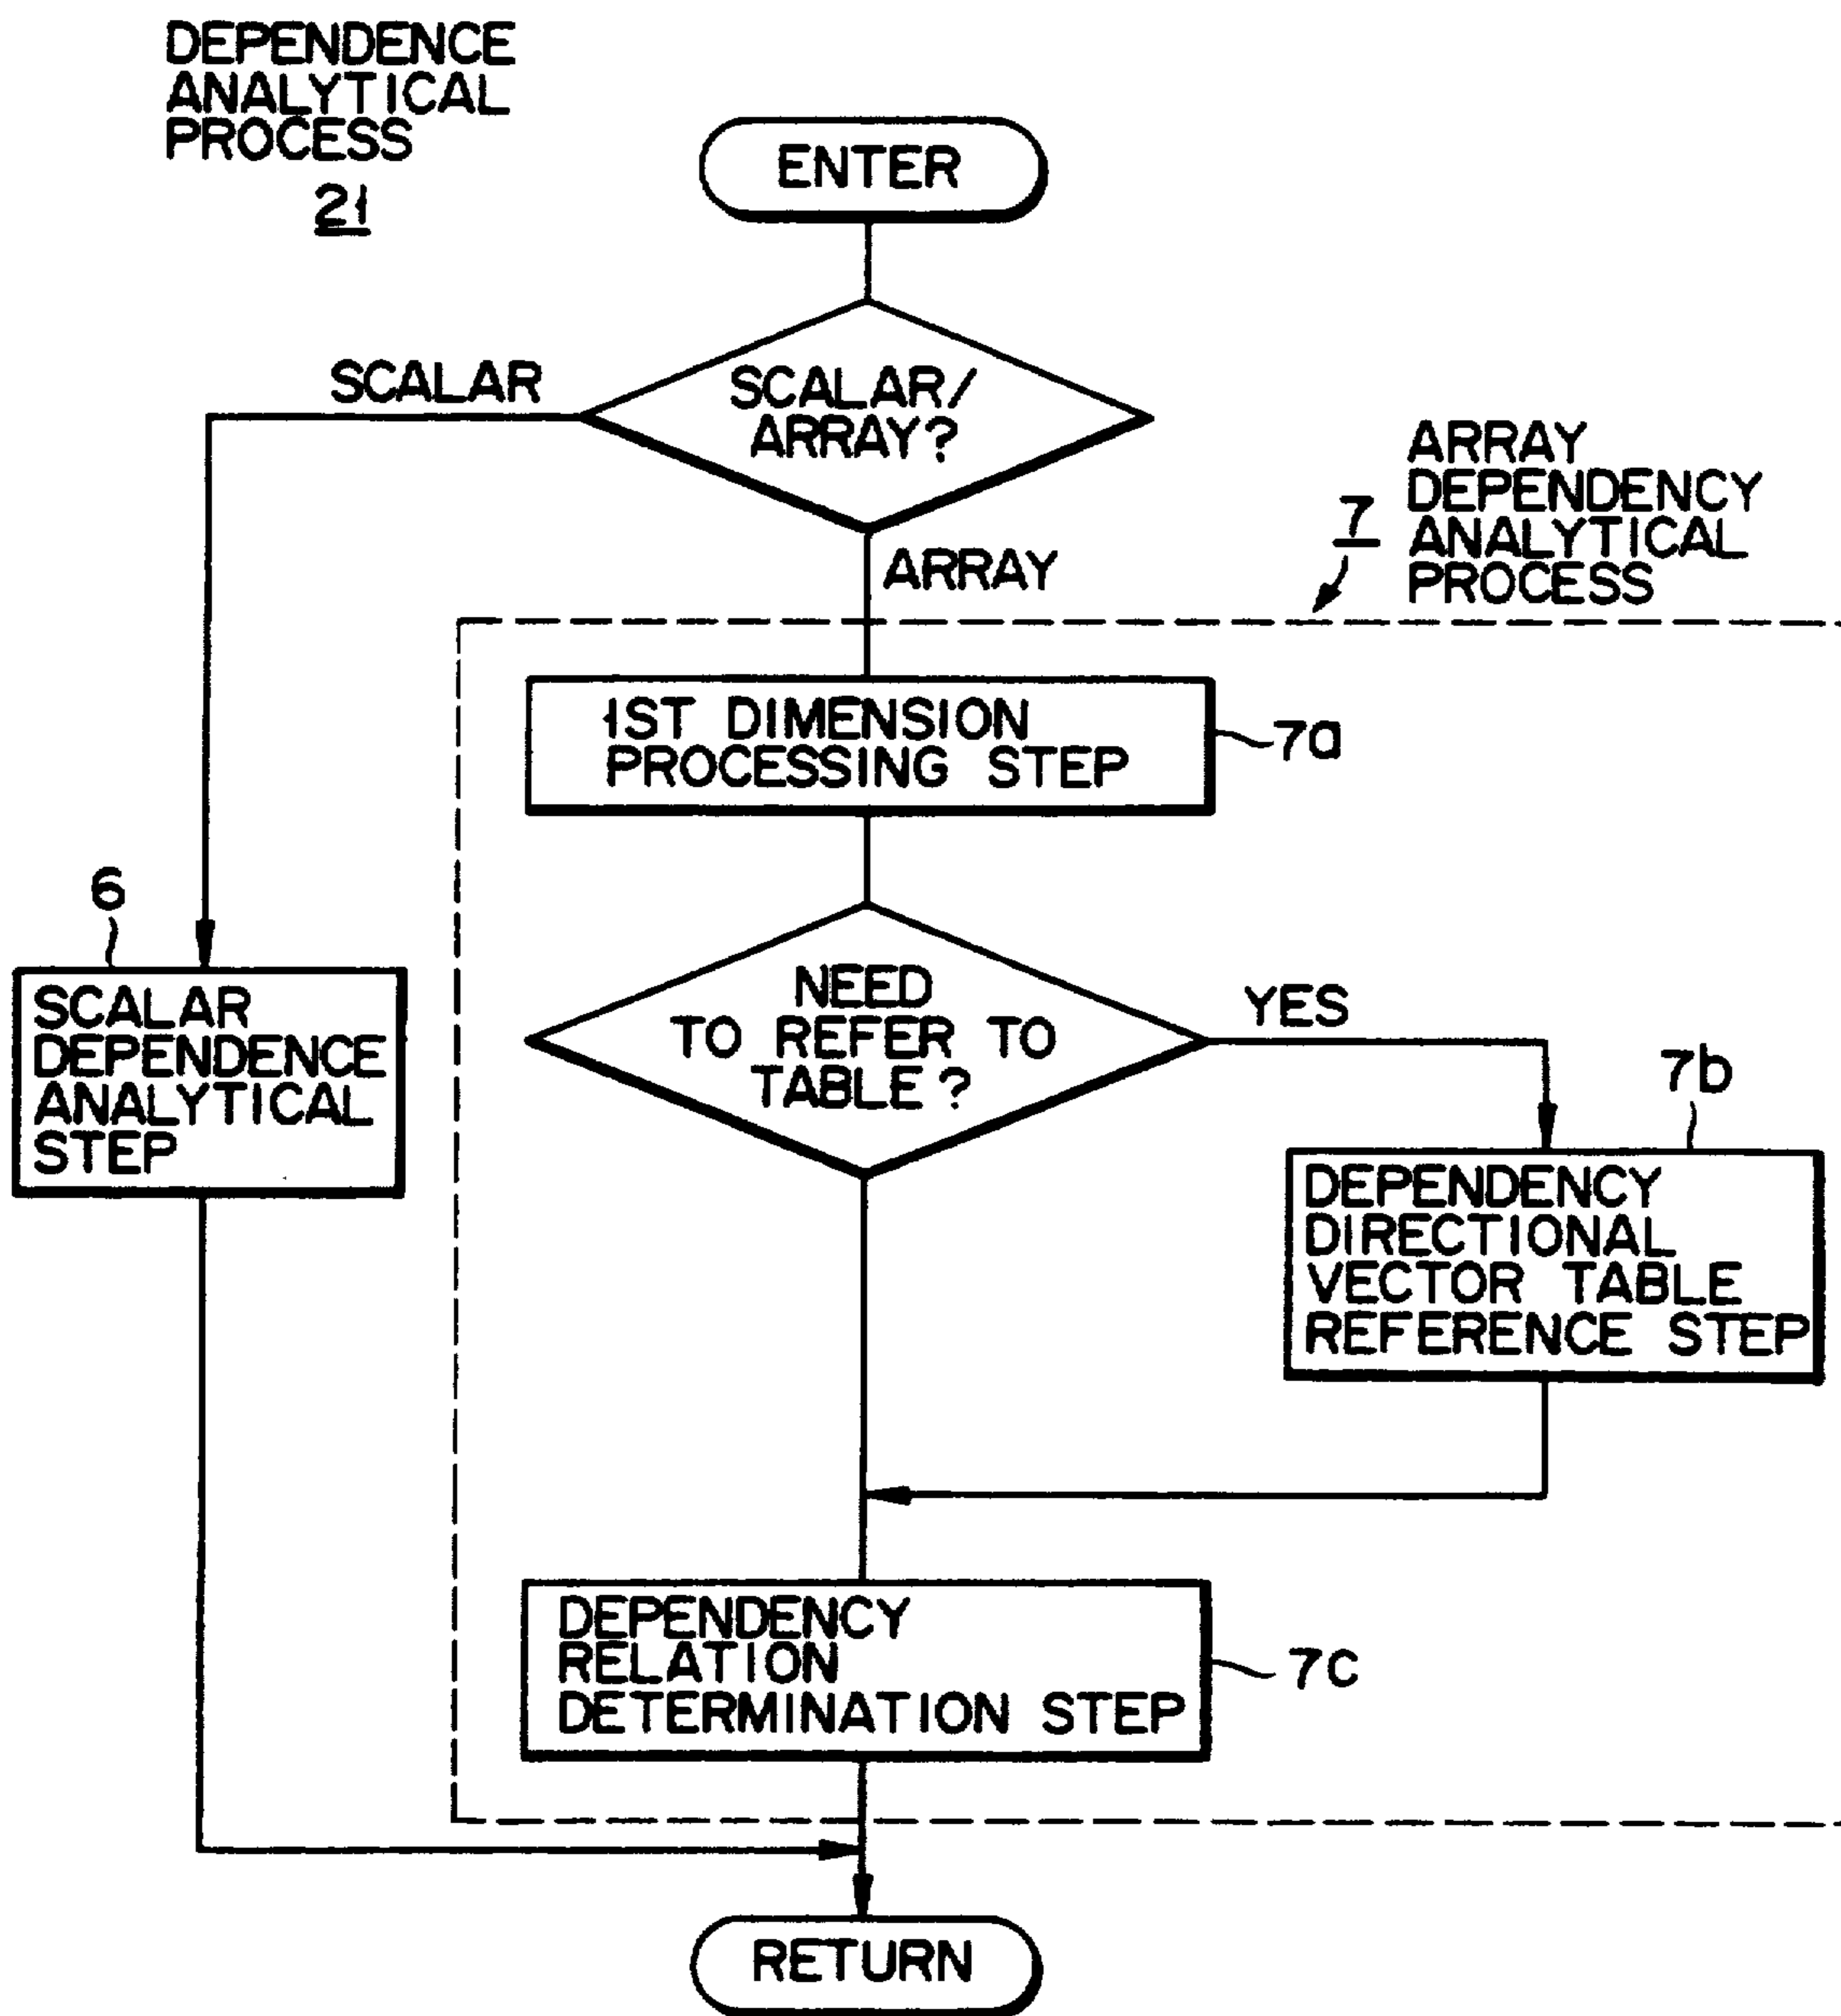 DEPENDENCE
ANALYTICAL
PROCESS
21
ENTER
SCALAR
SCALAR/
ARRAY?
ARRAY
7
ARRAY
DEPENDENCY
ANALYTICAL
PROCESS
1ST DIMENSION
PROCESSING STEP
7a
6
SCALAR
DEPENDENCE
ANALYTICAL
STEP
NEED
TO REFER TO
TABLE?
YES
7b
DEPENDENCY
DIRECTIONAL
VECTOR TABLE
REFERENCE STEP
DEPENDENCY
RELATION
DETERMINATION STEP
7c
RETURN